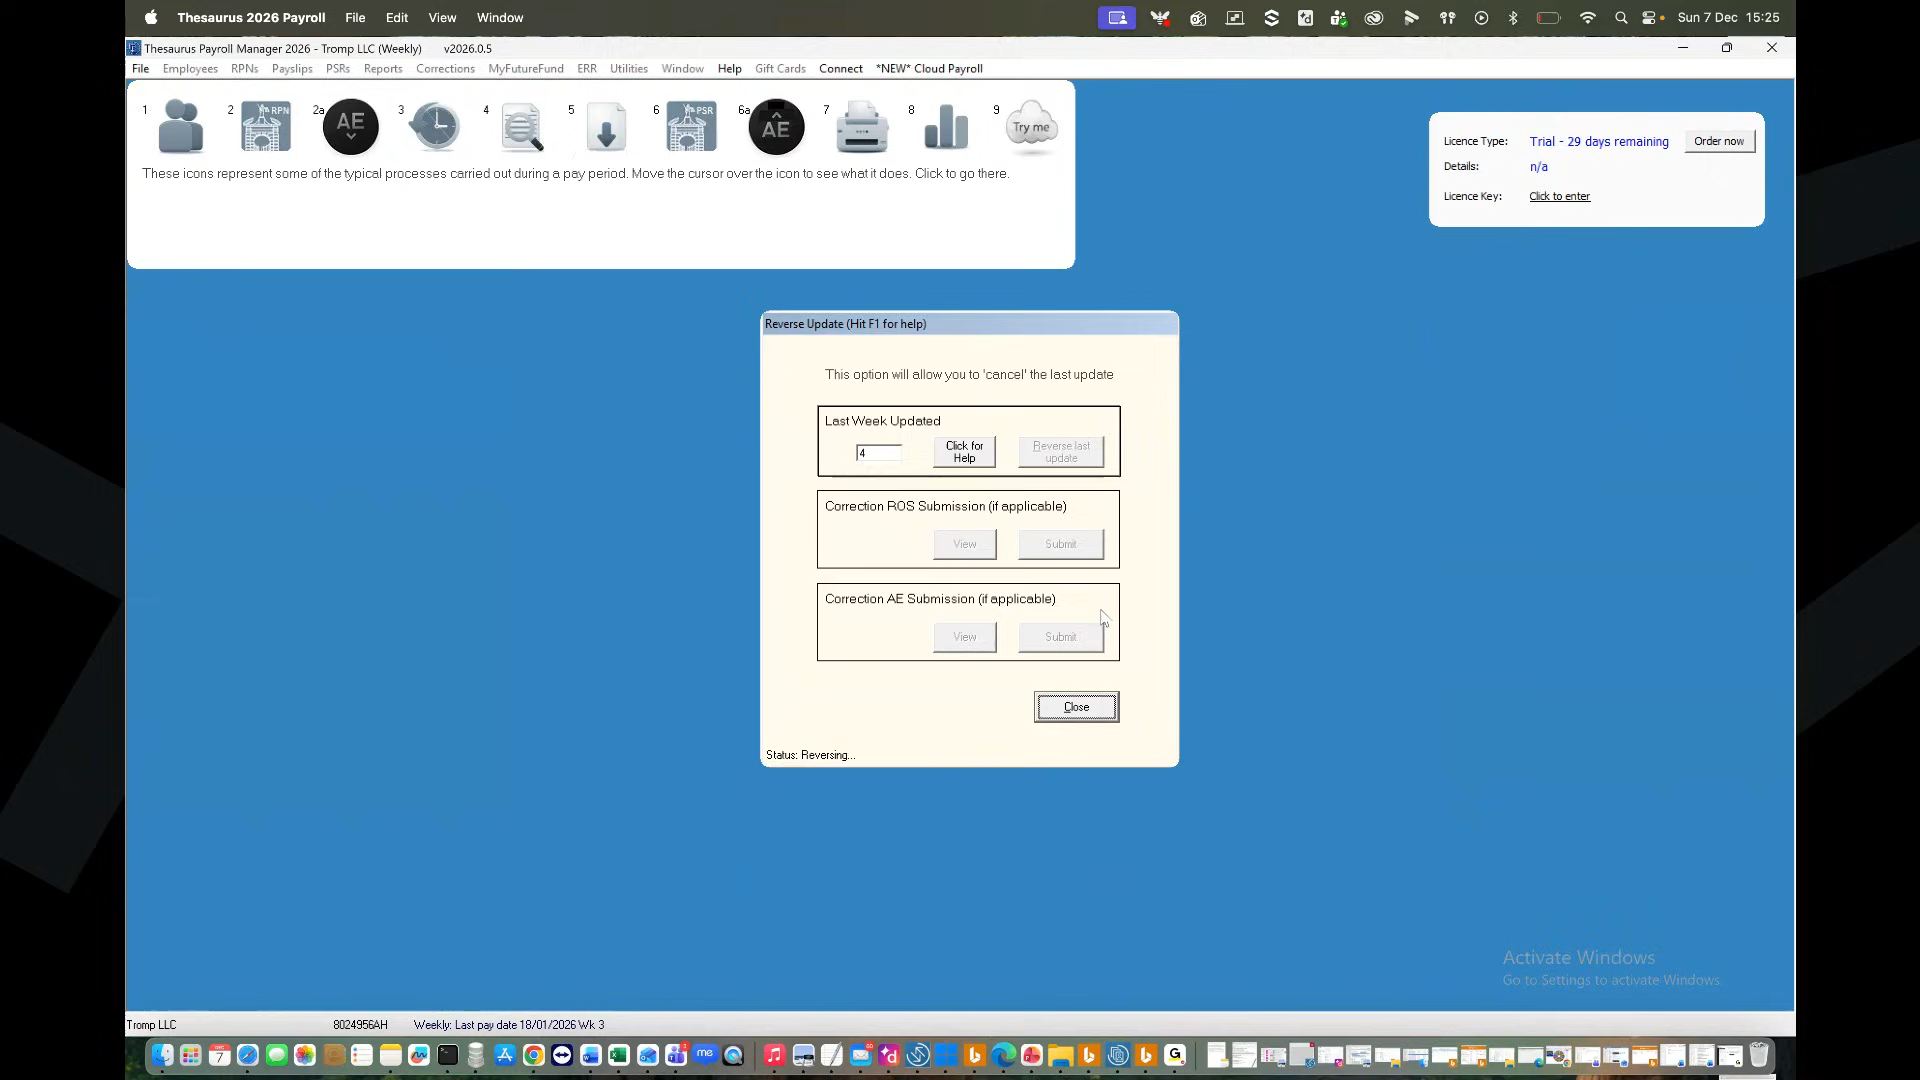 Thesaurus 2026 Payroll File Edit View Window Sun 7 Dec 15:25
Thesaurus Payroll Manager 2026 - Tromp LLC (Weekly) v2026.0.5
File Employees RPNs Payslips PSRs Reports Corrections MyFutureFund ERR Utilities Window Help Gift Cards Connect *NEW* Cloud Payroll
1 2 RPN 2a AE 3 4 5 6 PSR 6a AE 7 8 9 Try me
These icons represent some of the typical processes carried out during a pay period. Move the cursor over the icon to see what it does. Click to go there.
Licence Type: Trial - 29 days remaining Order now
Details: n/a
Licence Key: Click to enter
Reverse Update (Hit F1 for help)
This option will allow you to 'cancel' the last update
Last Week Updated
4 Click for Help Reverse last update
Correction ROS Submission (if applicable)
View Submit
Correction AE Submission (if applicable)
View Submit
Close
Status: Reversing...
Activate Windows
Go to Settings to activate Windows.
Tromp LLC 8024956AH Weekly: Last pay date 18/01/2026 Wk 3